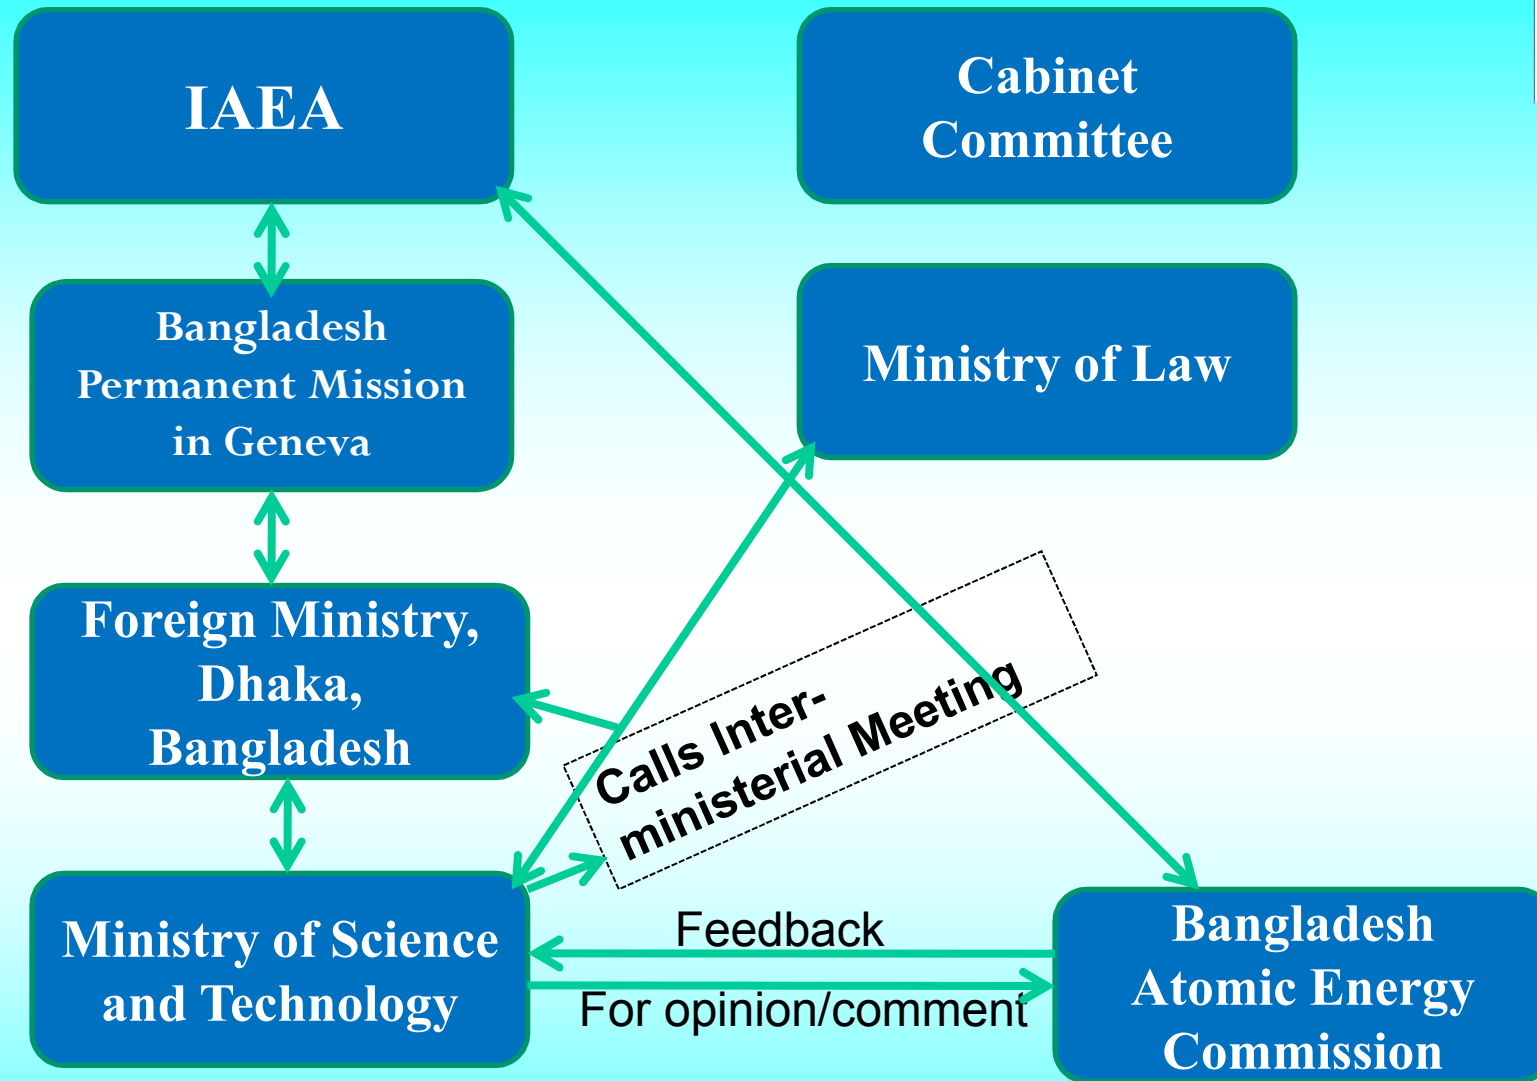 IAEA
Cabinet
Committee
Bangladesh
Permanent Mission
in Geneva
Ministry of Law
Foreign Ministry,
Dhaka,
Bangladesh
Calls Inter-
ministerial Meeting
Ministry of Science
and Technology
Feedback
For opinion/comment
Bangladesh
Atomic Energy
Commission